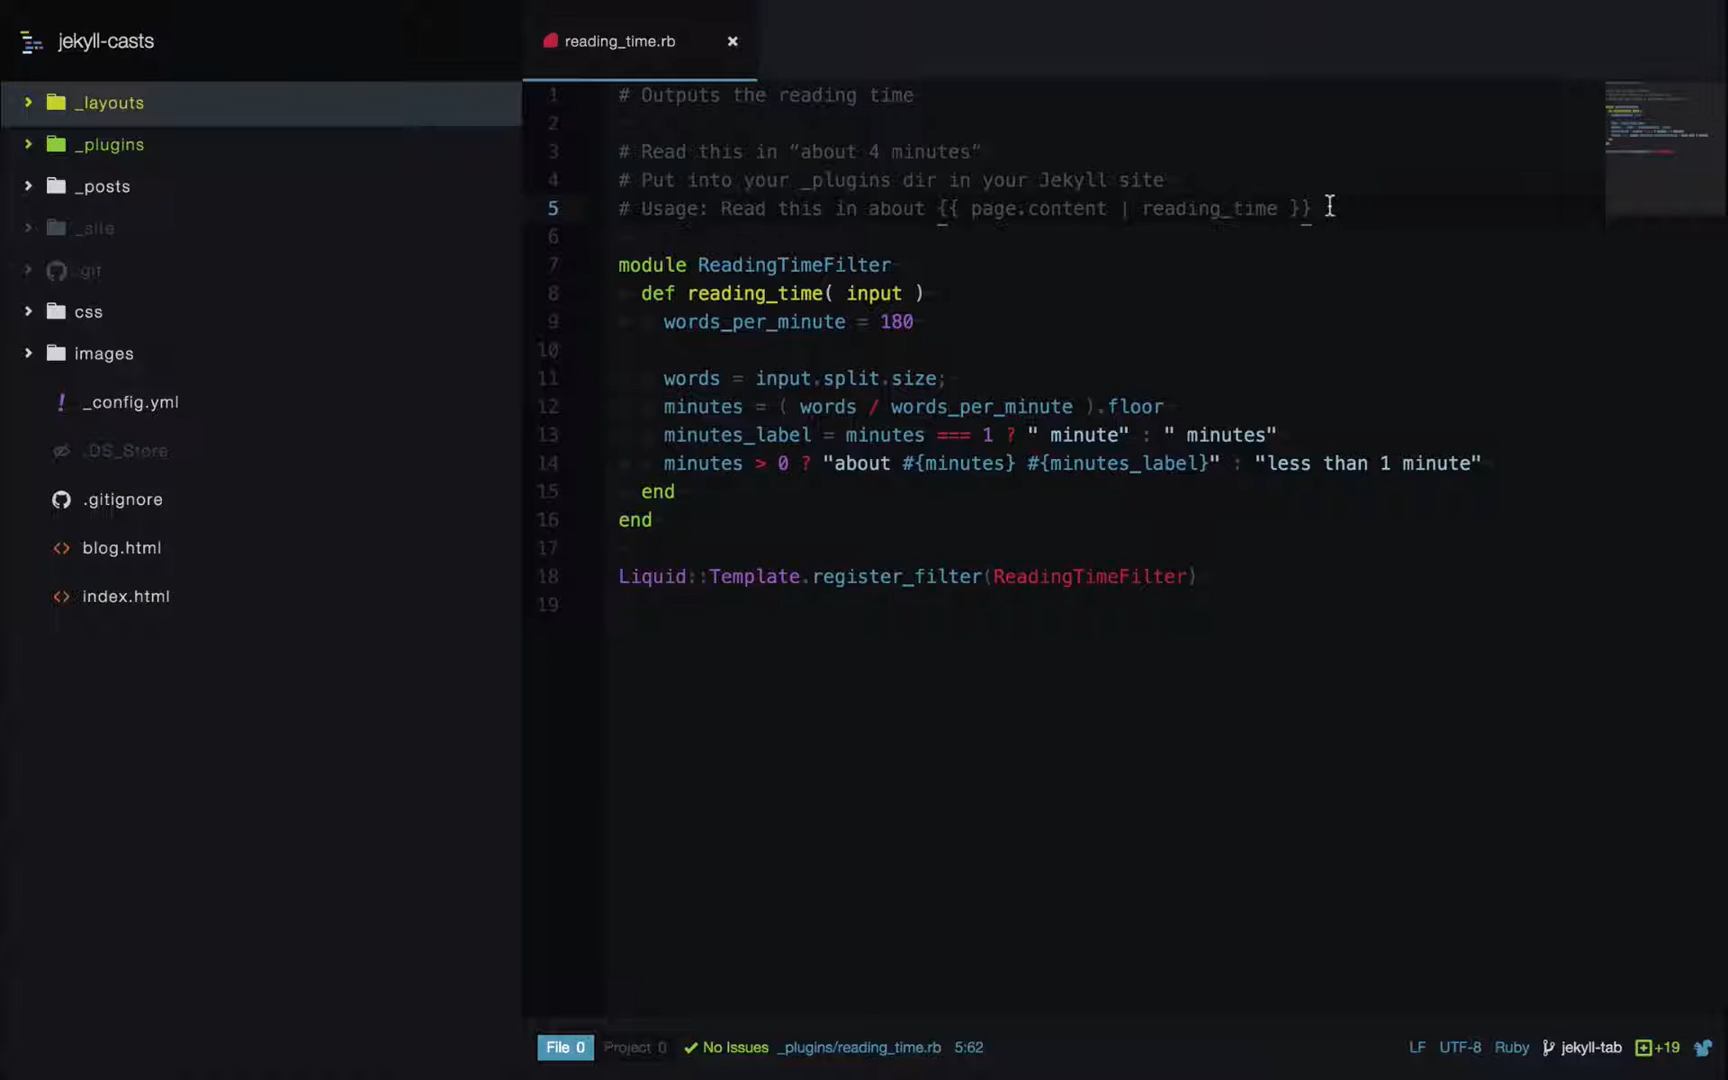 jekyll-casts
_layouts
_plugins
_posts
_site
.git
css
images
_config.yml
.DS_Store
.gitignore
blog.html
index.html
reading_time.rb
1 # Outputs the reading time
2
3 # Read this in “about 4 minutes“
4 # Put into your _plugins dir in your Jekyll site
5 # Usage: Read this in about {{ page.content | reading_time }}
6
7 module ReadingTimeFilter
8 def reading_time( input )
9 words_per_minute = 180
10
11 words = input.split.size;
12 minutes = ( words / words_per_minute ).floor
13 minutes_label = minutes === 1 ? " minute" : " minutes"
14 minutes > 0 ? "about #{minutes} #{minutes_label}" : "less than 1 minute"
15 end
16 end
17
18 Liquid::Template.register_filter(ReadingTimeFilter)
19
File 0 Project 0 No Issues _plugins/reading_time.rb 5:62 LF UTF-8 Ruby jekyll-tab +19